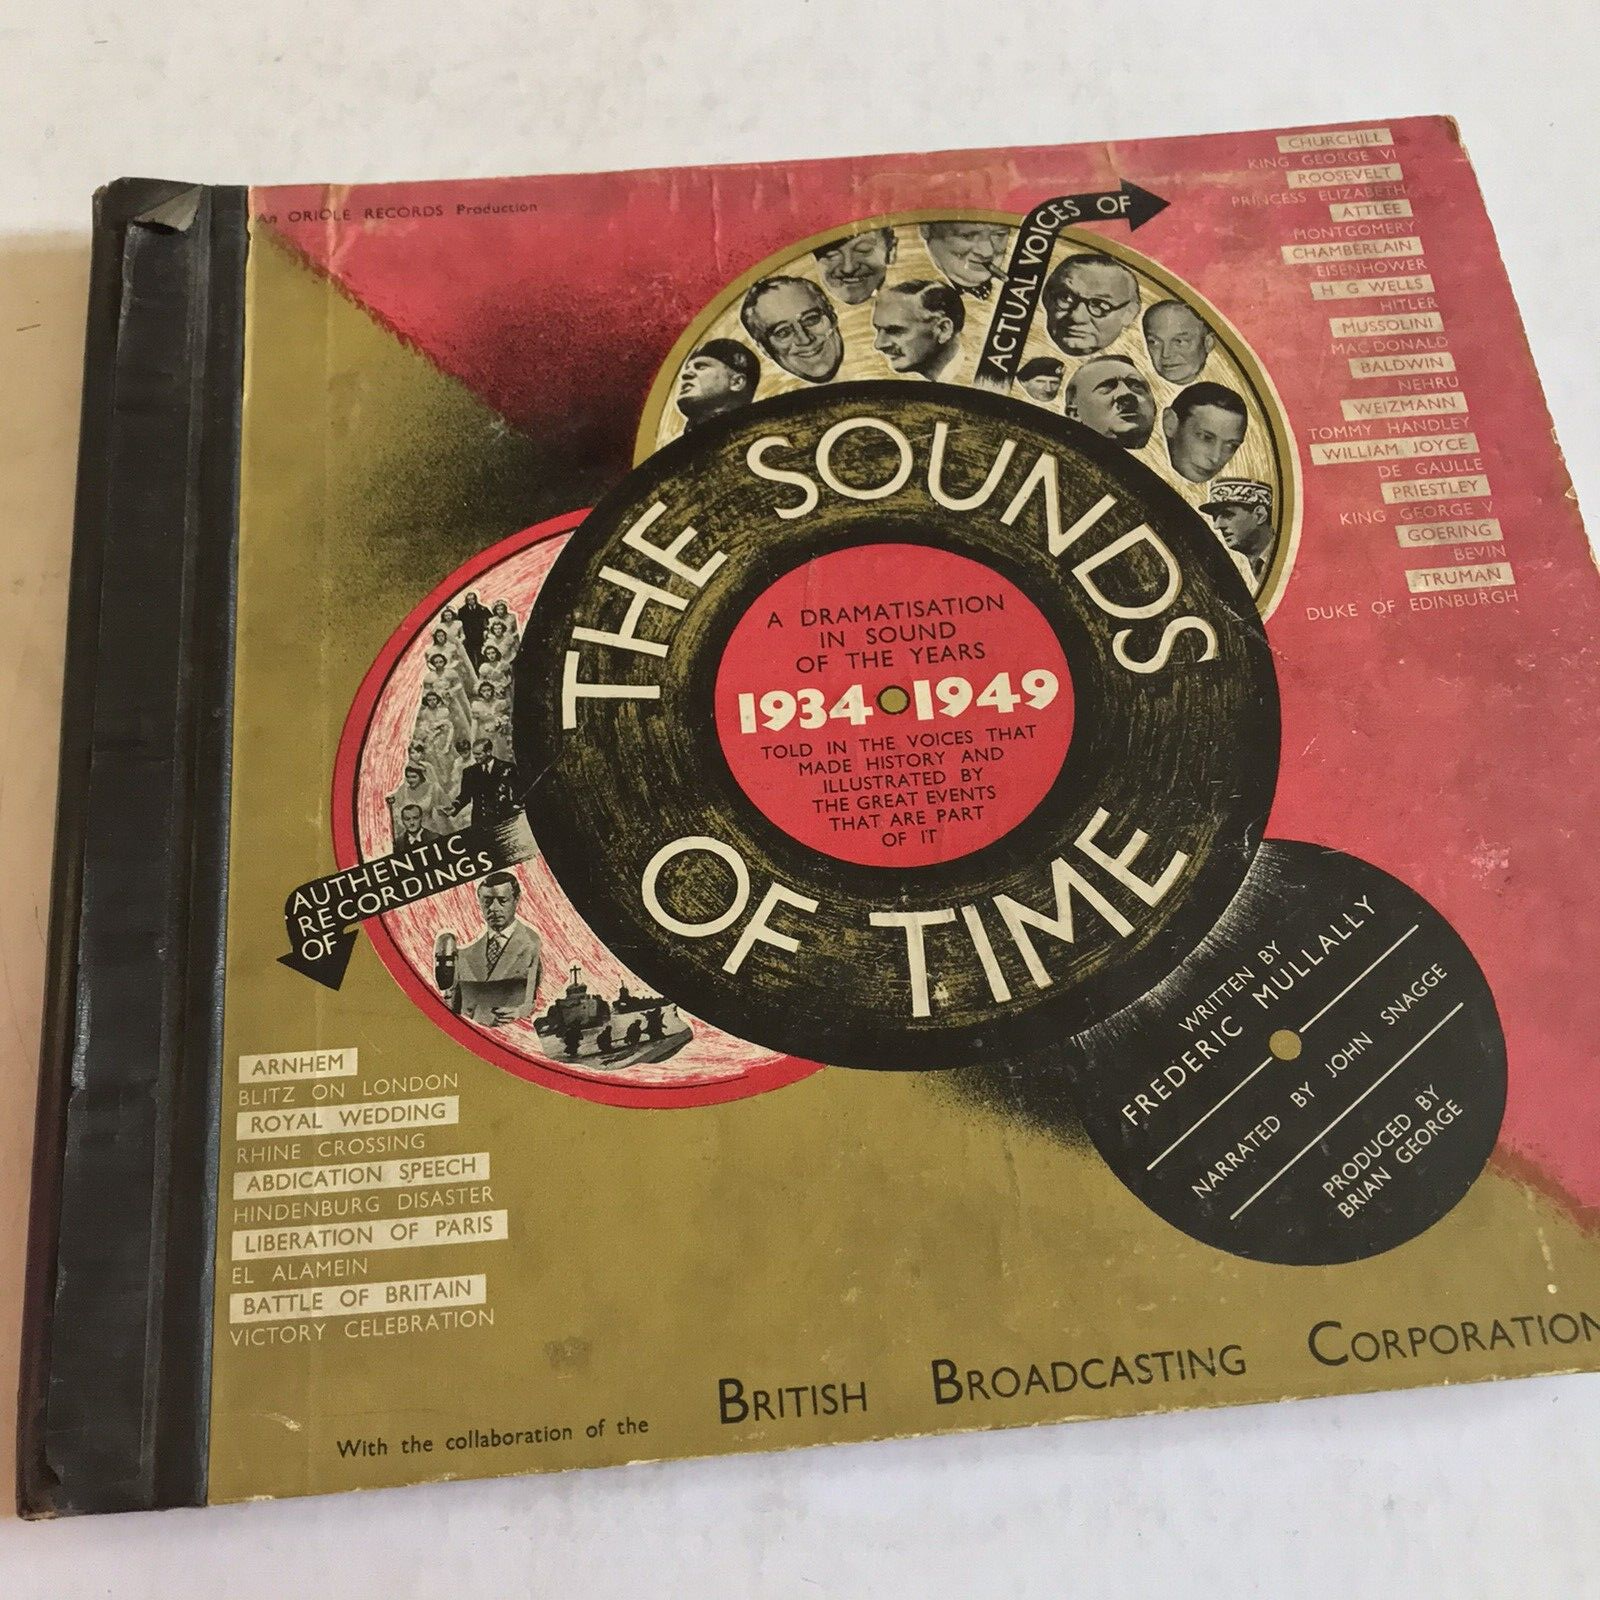 An ORIOLE RECORDS Production
ACTUAL VOICES OF
CHURCHILL
KING GEORGE VI
ROOSEVELT
PRINCESS ELIZABETH
ATTLEE
MONTGOMERY
CHAMBERLAIN
EISENHOWER
H G WELLS
HITLER
MUSSOLINI
MACDONALD
BALDWIN
NEHRU
WEIZMANN
TOMMY HANDLEY
WILLIAM JOYCE
DE GAULLE
PRIESTLEY
KING GEORGE V
GOERING
BEVIN
TRUMAN
DUKE OF EDINBURGH
THE SOUNDS
OF TIME
A DRAMATISATION
IN SOUND
OF THE YEARS
1934 1949
TOLD IN THE VOICES THAT
MADE HISTORY AND
ILLUSTRATED BY
THE GREAT EVENTS
THAT ARE PART
OF IT
AUTHENTIC
RECORDINGS
OF
ARNHEM
BLITZ ON LONDON
ROYAL WEDDING
RHINE CROSSING
ABDICATION SPEECH
HINDENBURG DISASTER
LIBERATION OF PARIS
EL ALAMEIN
BATTLE OF BRITAIN
VICTORY CELEBRATION
WRITTEN BY
FREDERIC MULLALLY
NARRATED BY JOHN SNAGGE
PRODUCED BY
BRIAN GEORGE
With the collaboration of the BRITISH BROADCASTING CORPORATION